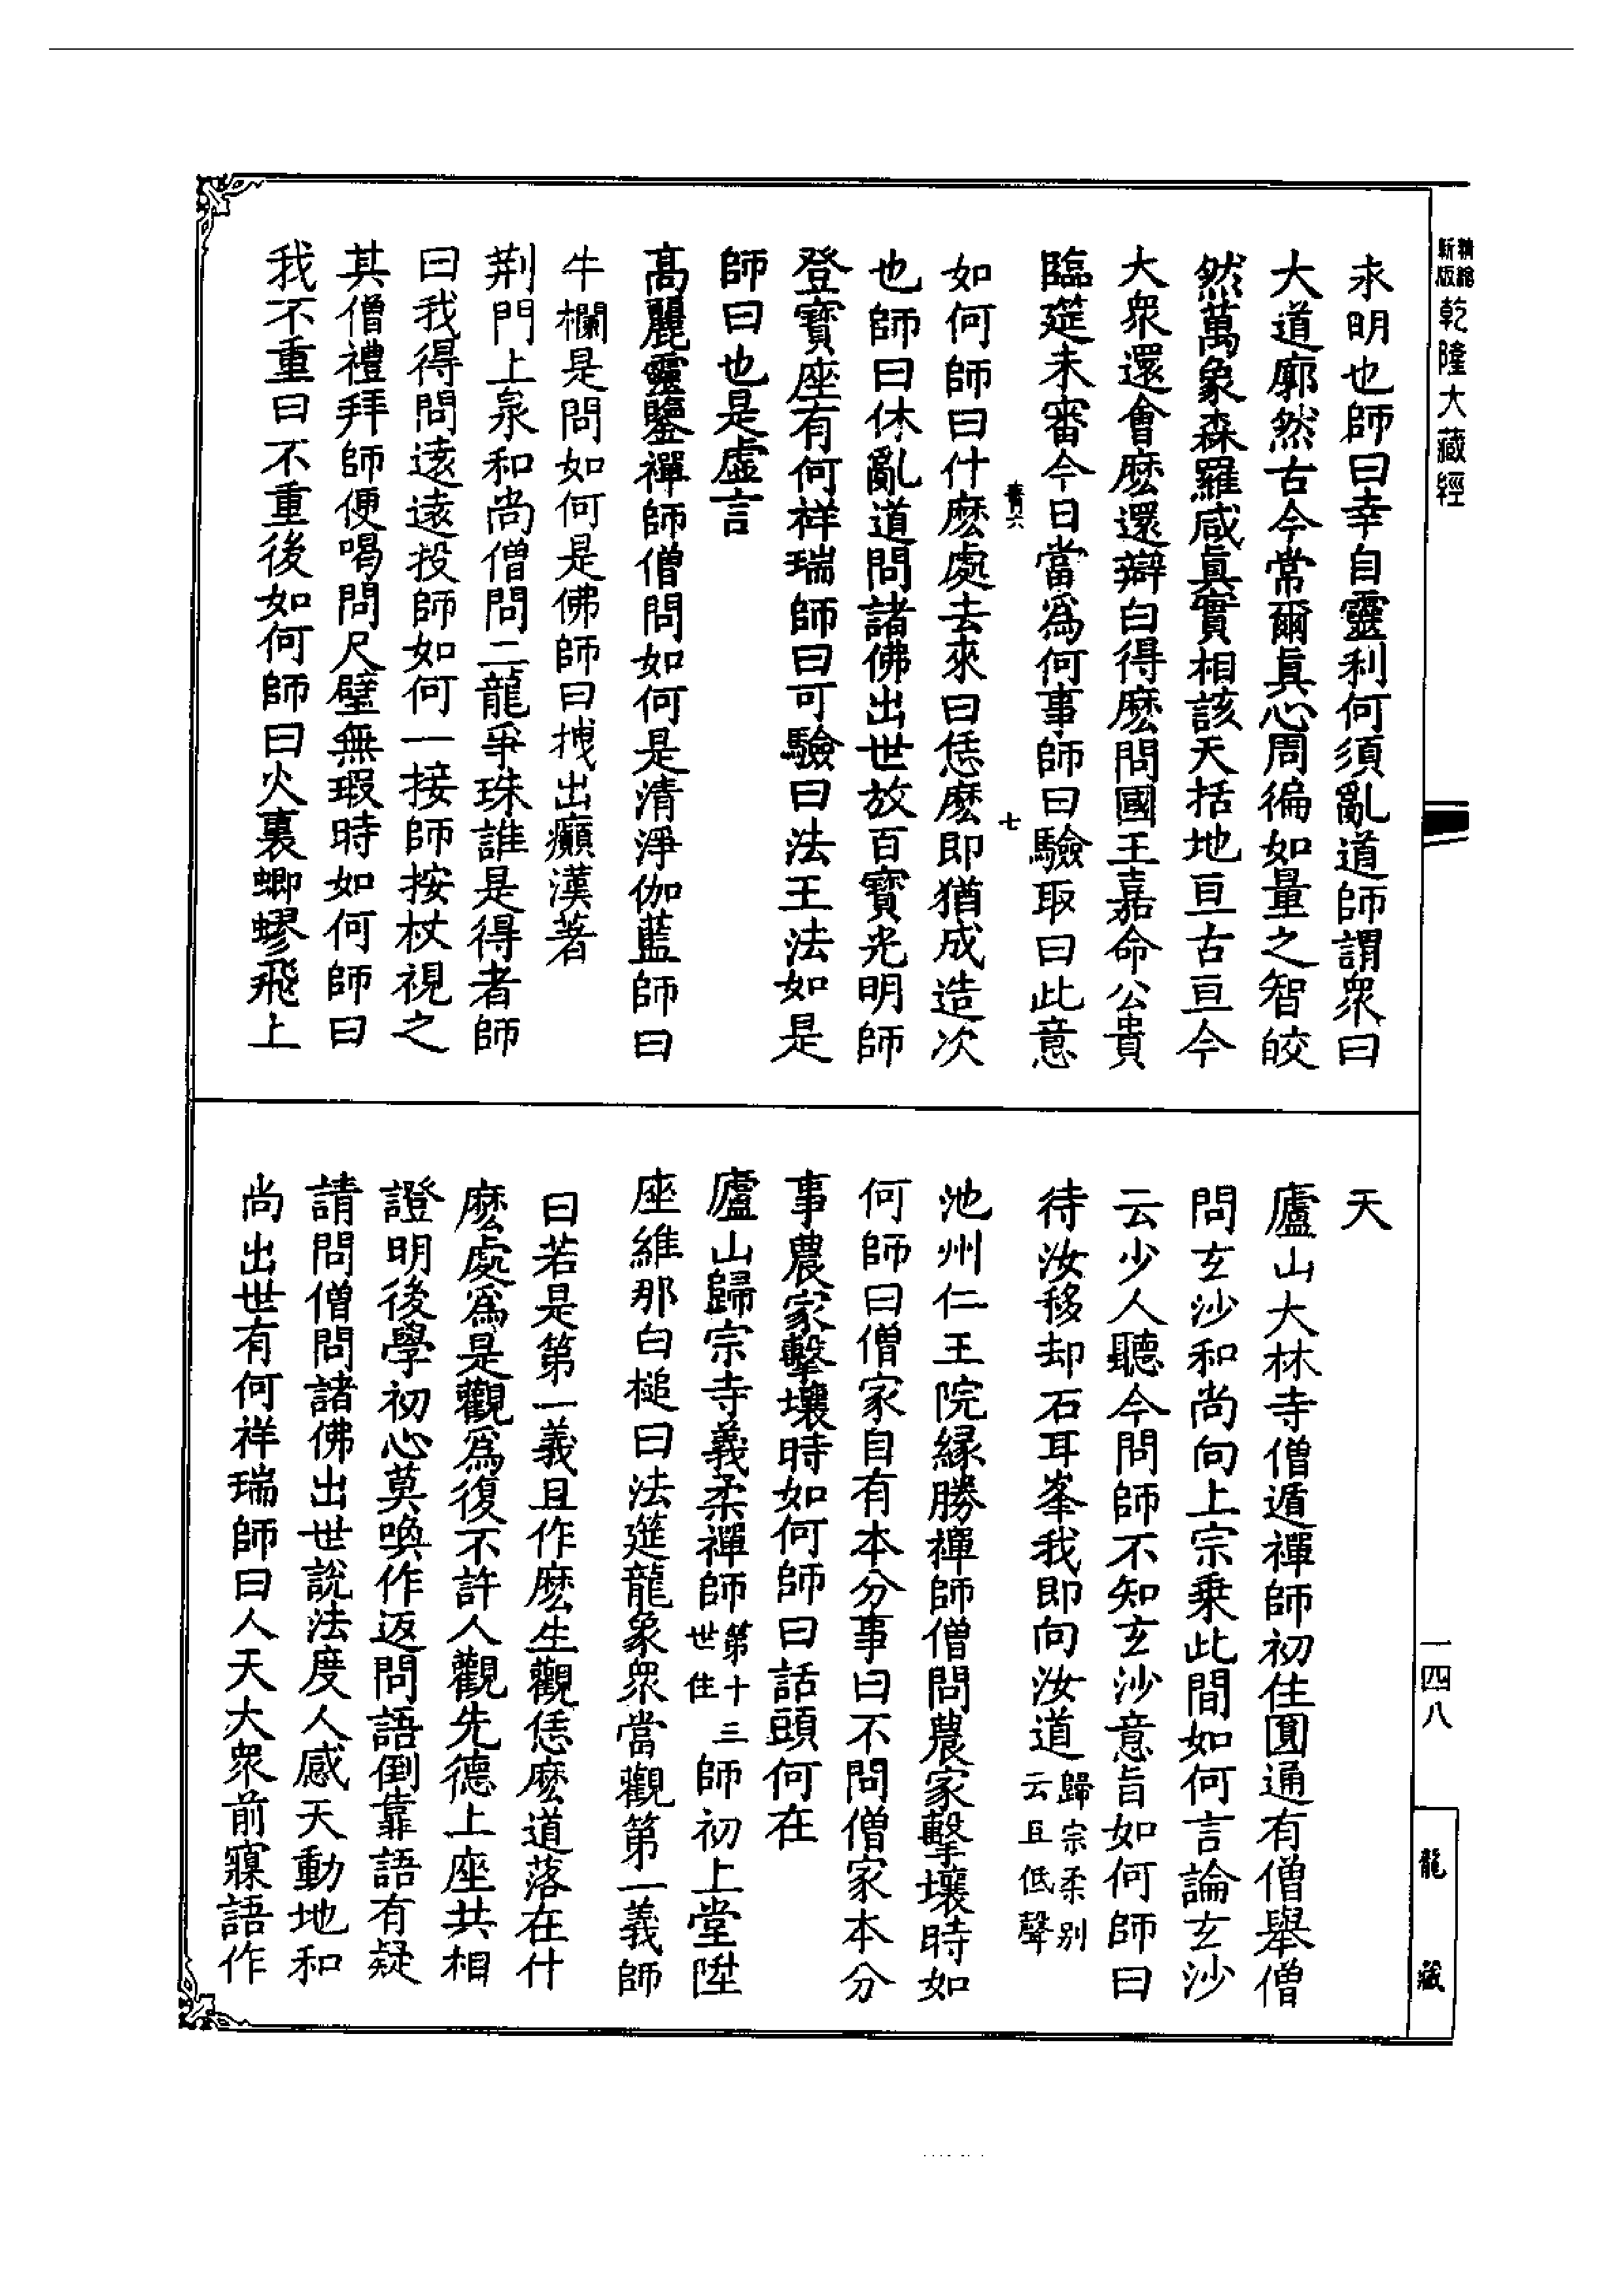 精繪
新版
乾隆大藏經
求明也師曰幸自靈利何須亂道師謂眾曰
大道廓然古今常爾真心周徧如量之智皎
然萬象森羅咸真實相該天括地亘古亘今
大眾還會麽還辯白得麽問國王嘉命公貴
臨筵未審今日當爲何事師曰驗取曰此意
七
如何師曰什麽處去來曰恁麽即猶成造次
也師曰休亂道問諸佛出世放百寶光明師
登寶座有何祥瑞師曰可驗曰法王法如是
師曰也是虛言
高麗靈鑒禪師僧問如何是清淨伽藍師曰
牛欄是問如何是佛師曰拽出癲漢著
荆門上泉和尚僧問二龍爭珠誰是得者師
曰我得問遠遠投師如何一接師按杖視之
其僧禮拜師便喝問尺璧無瑕時如何師曰
我不重曰不重後如何師曰火裏蝍蟉飛上
天
廬山大林寺僧遁禪師初住圓通有僧舉僧
問玄沙和尚向上宗乗此間如何言論玄沙
云少人聽今問師不知玄沙意旨如何師曰
待汝移却石耳峯我即向汝道歸宗柔别
云且低聲
池州仁王院緣勝禪師僧問農家擊壤時如
何師曰僧家自有本分事曰不問僧家本分
事農家擊壤時如何師曰話頭何在
廬山歸宗寺義柔禪師第十三
世住師初上堂陞
座維那白槌曰法筵龍象眾當觀第一義師
曰若是第一義且作麽生觀恁麽道落在什
麽處爲是觀爲復不許人觀先德上座共相
證明後學初心莫喚作返問語倒靠語有疑
請問僧問諸佛出世說法度人感天動地和
尚出世有何祥瑞師曰人天大眾前寱語作
一四八
龍藏